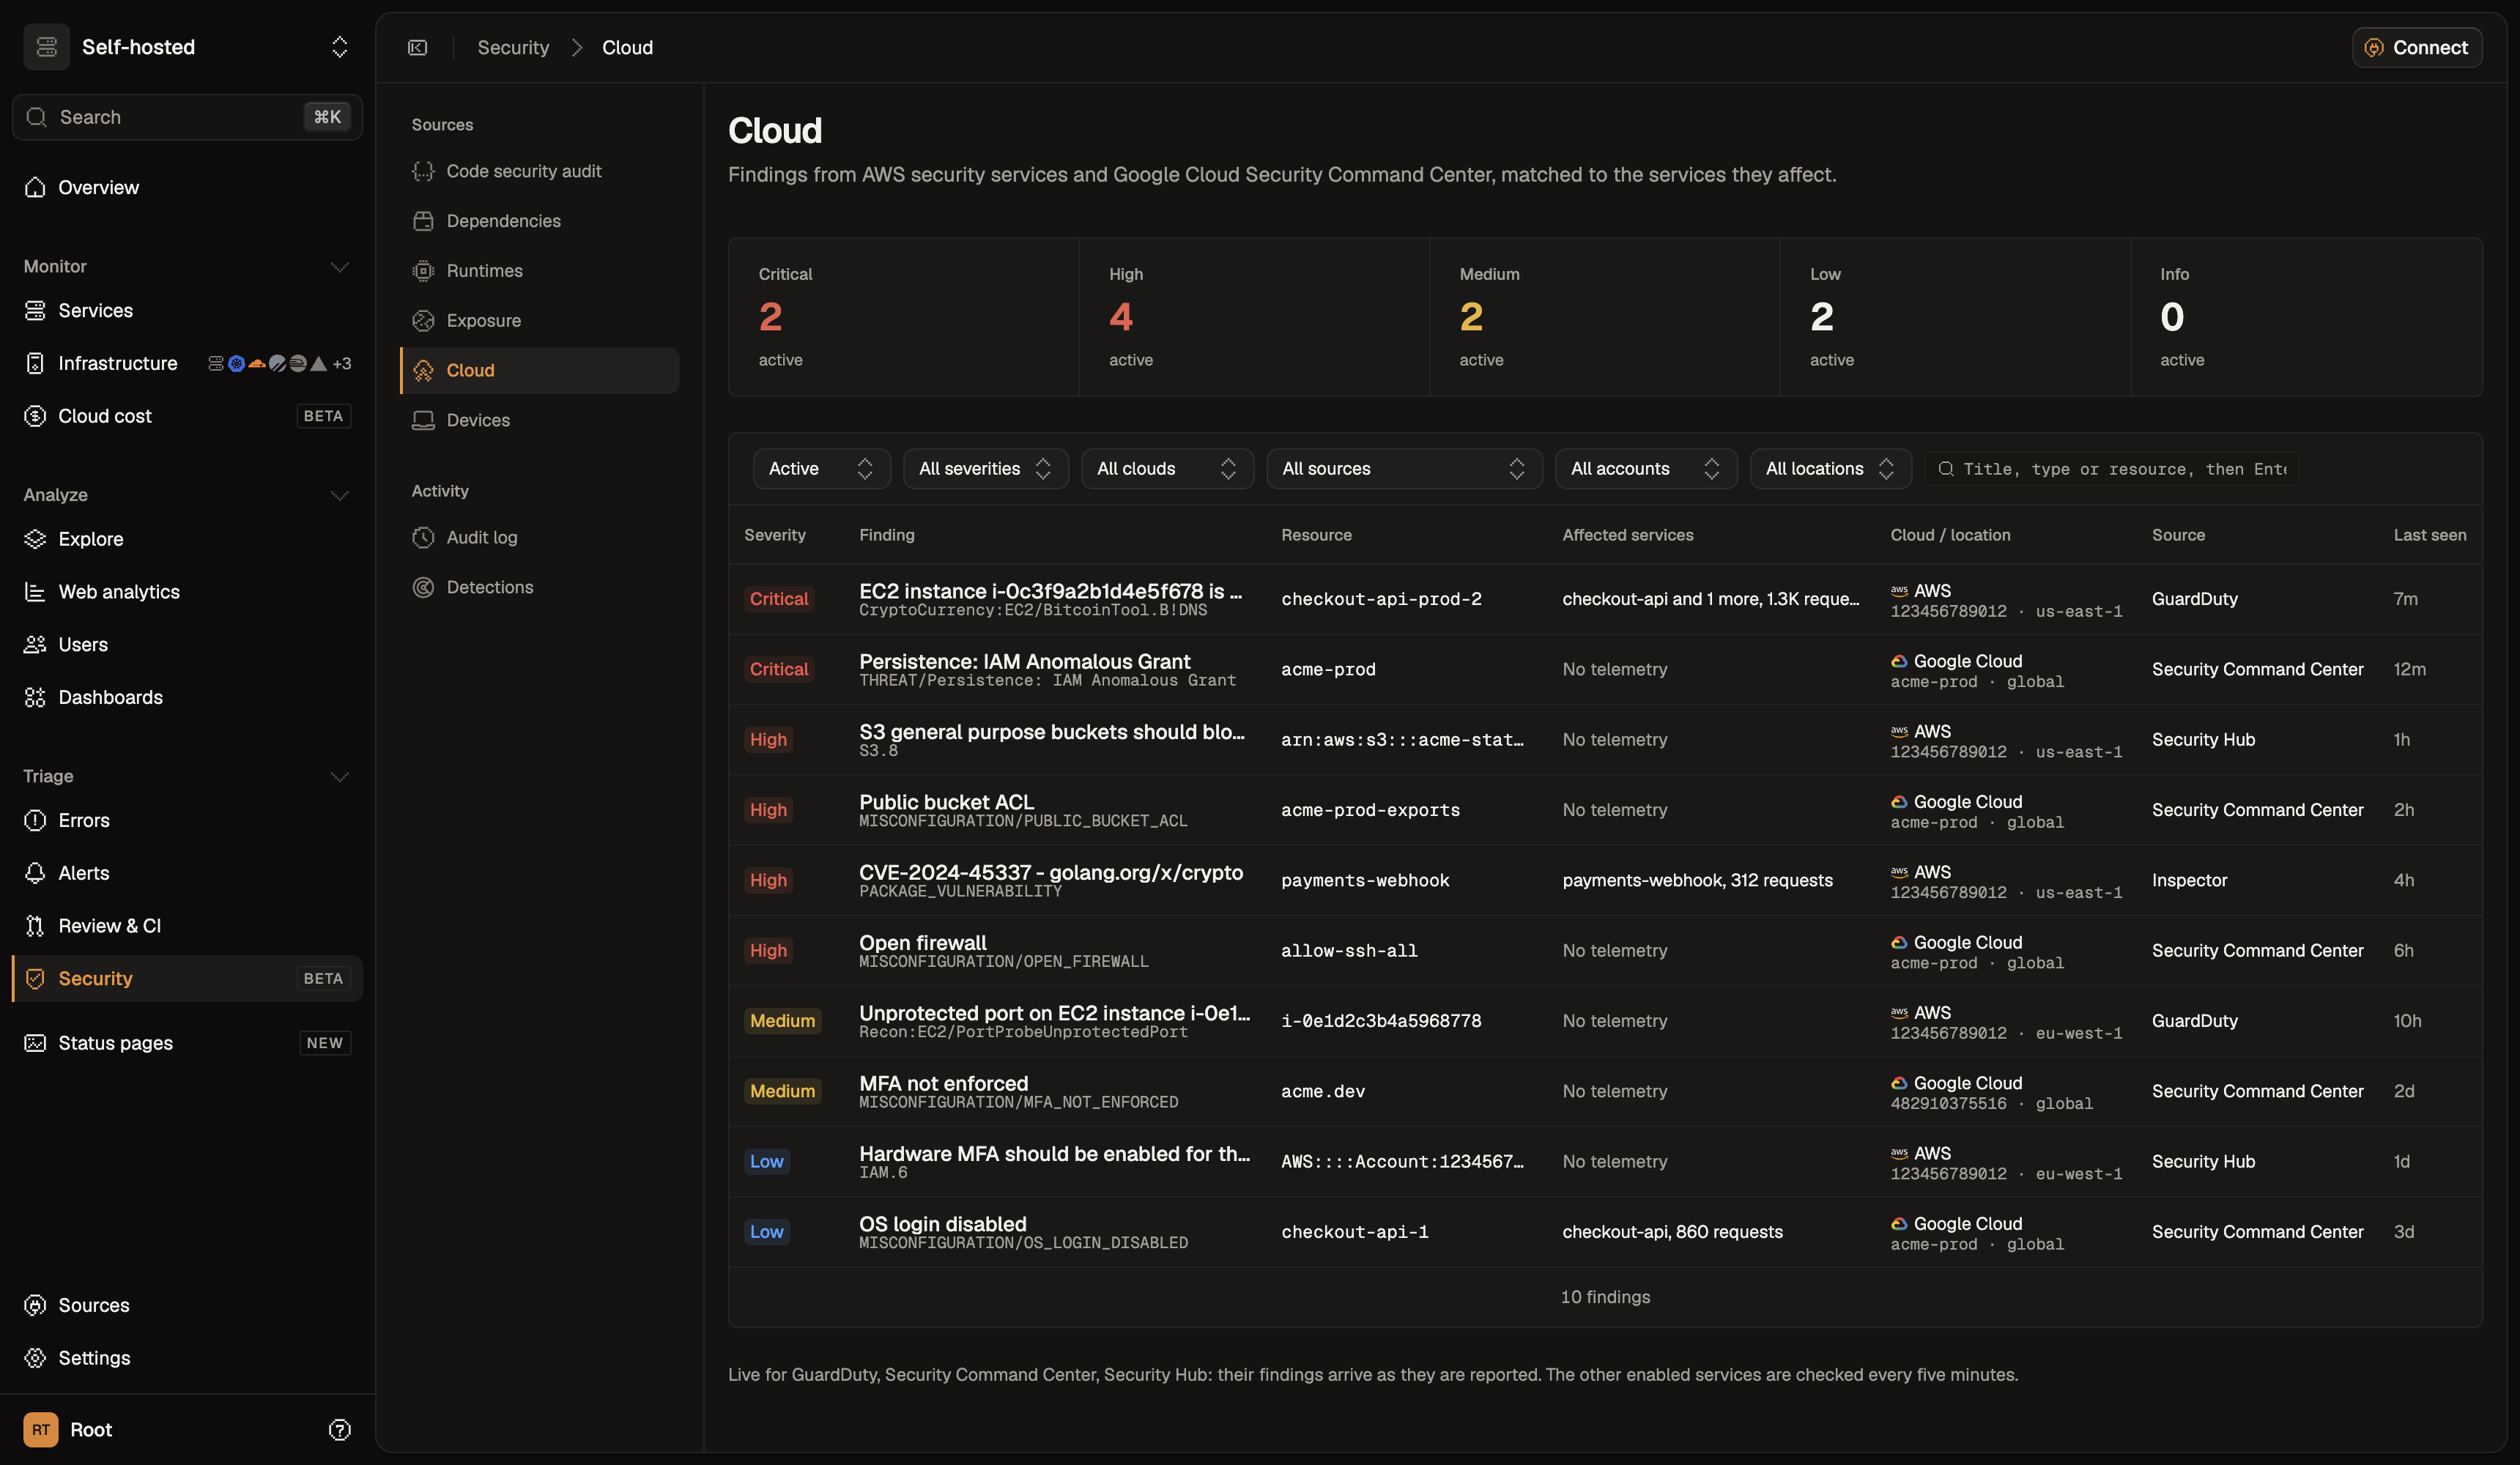 Self-hosted
Search ⌘K
Overview
Monitor
Services
Infrastructure +3
Cloud cost BETA
Analyze
Explore
Web analytics
Users
Dashboards
Triage
Errors
Alerts
Review & CI
Security BETA
Status pages NEW
Sources
Settings
RT Root
Security Cloud
Connect
Sources
Code security audit
Dependencies
Runtimes
Exposure
Cloud
Devices
Activity
Audit log
Detections
Cloud
Findings from AWS security services and Google Cloud Security Command Center, matched to the services they affect.
Critical
2
active
High
4
active
Medium
2
active
Low
2
active
Info
0
active
Active All severities All clouds All sources All accounts All locations Title, type or resource, then Ente
Severity Finding Resource Affected services Cloud / location Source Last seen
Critical EC2 instance i-0c3f9a2b1d4e5f678 is ... checkout-api-prod-2 checkout-api and 1 more, 1.3K reque... aws AWS GuardDuty 7m
CryptoCurrency:EC2/BitcoinTool.B!DNS 123456789012 · us-east-1
Critical Persistence: IAM Anomalous Grant acme-prod No telemetry Google Cloud Security Command Center 12m
THREAT/Persistence: IAM Anomalous Grant acme-prod · global
High S3 general purpose buckets should blo... arn:aws:s3:::acme-stat... No telemetry aws AWS Security Hub 1h
S3.8 123456789012 · us-east-1
High Public bucket ACL acme-prod-exports No telemetry Google Cloud Security Command Center 2h
MISCONFIGURATION/PUBLIC_BUCKET_ACL acme-prod · global
High CVE-2024-45337 - golang.org/x/crypto payments-webhook payments-webhook, 312 requests aws AWS Inspector 4h
PACKAGE_VULNERABILITY 123456789012 · us-east-1
High Open firewall allow-ssh-all No telemetry Google Cloud Security Command Center 6h
MISCONFIGURATION/OPEN_FIREWALL acme-prod · global
Medium Unprotected port on EC2 instance i-0e1... i-0e1d2c3b4a5968778 No telemetry aws AWS GuardDuty 10h
Recon:EC2/PortProbeUnprotectedPort 123456789012 · eu-west-1
Medium MFA not enforced acme.dev No telemetry Google Cloud Security Command Center 2d
MISCONFIGURATION/MFA_NOT_ENFORCED 482910375516 · global
Low Hardware MFA should be enabled for th... AWS::::Account:1234567... No telemetry aws AWS Security Hub 1d
IAM.6 123456789012 · eu-west-1
Low OS login disabled checkout-api-1 checkout-api, 860 requests Google Cloud Security Command Center 3d
MISCONFIGURATION/OS_LOGIN_DISABLED acme-prod · global
10 findings
Live for GuardDuty, Security Command Center, Security Hub: their findings arrive as they are reported. The other enabled services are checked every five minutes.